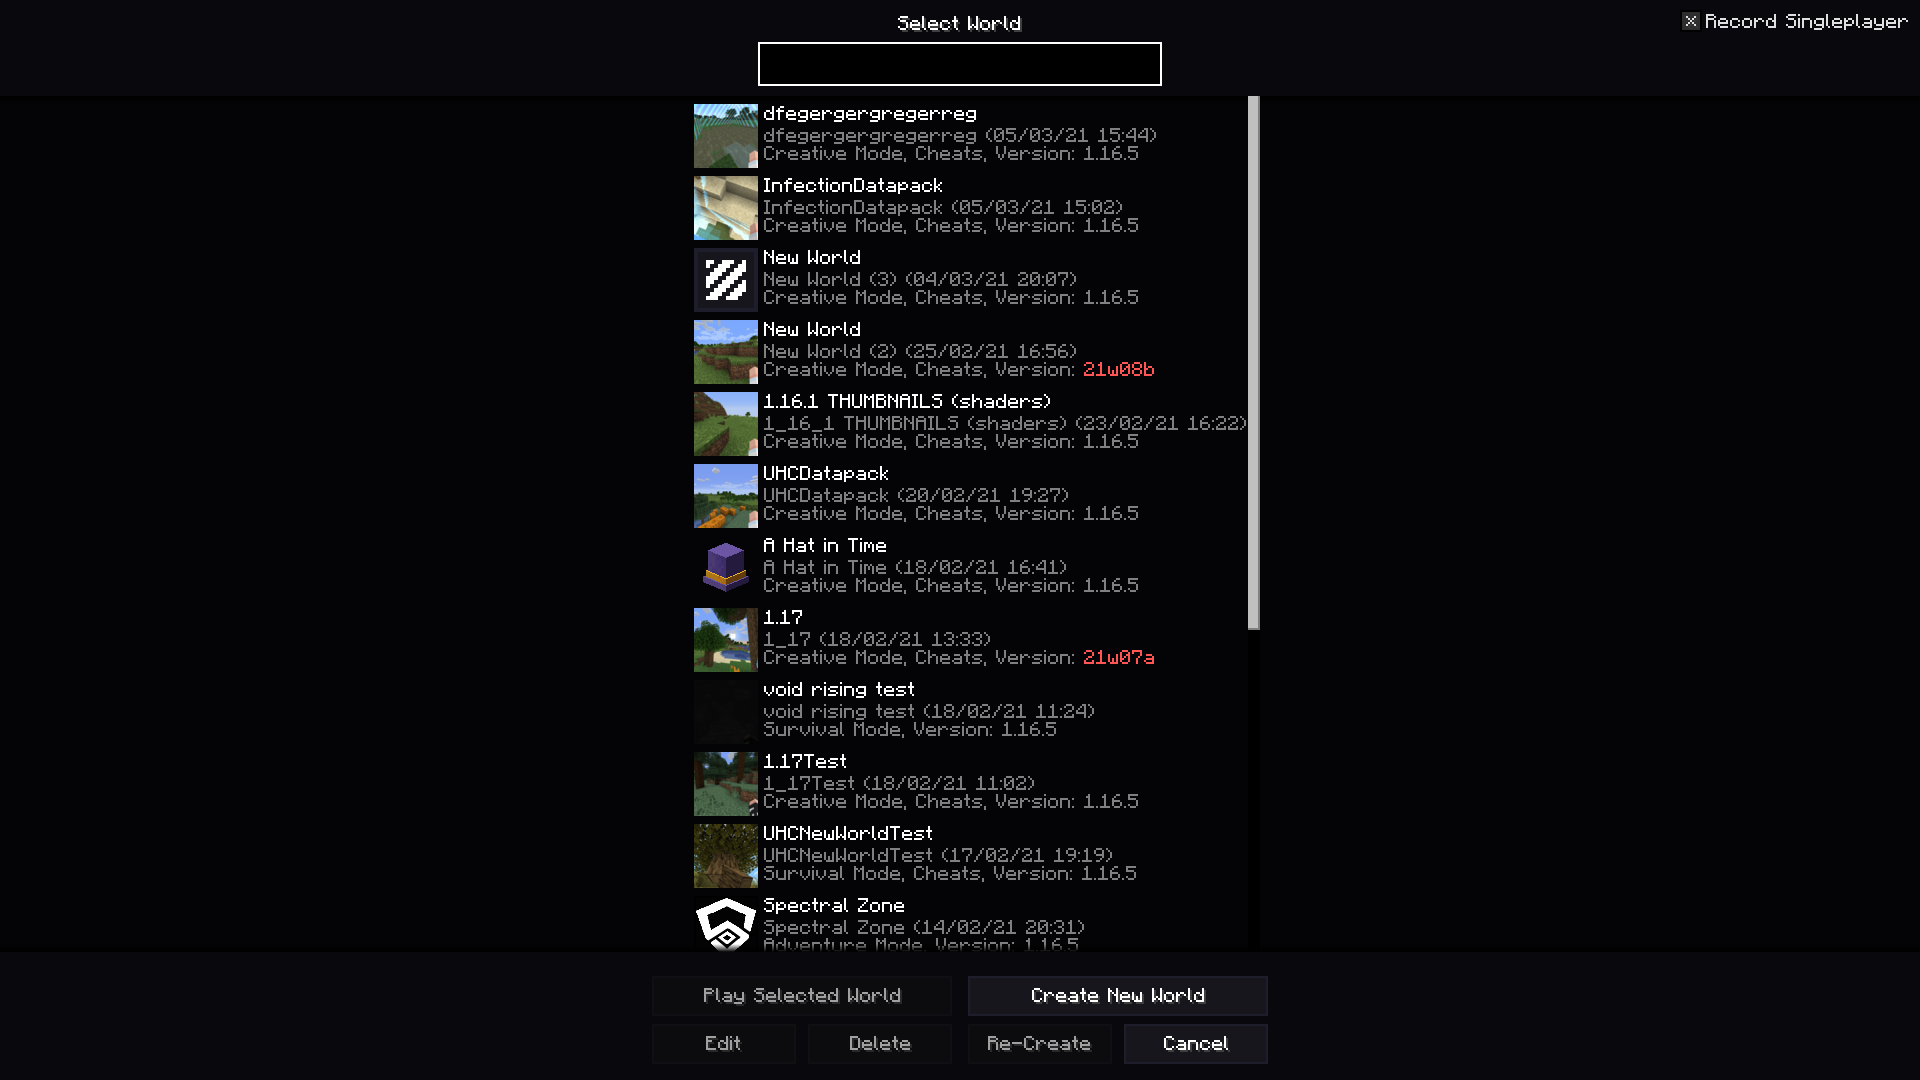 Select World
Record Singleplayer
dfegergergregerreg
dfegergergregerreg (05/03/21 15:44)
Creative Mode, Cheats, Version: 1.16.5
InfectionDatapack
InfectionDatapack (05/03/21 15:02)
Creative Mode, Cheats, Version: 1.16.5
New World
New World (3) (04/03/21 20:07)
Creative Mode, Cheats, Version: 1.16.5
New World
New World (2) (25/02/21 16:56)
Creative Mode, Cheats, Version: 21w08b
1.16.1 THUMBNAILS (shaders)
1_16_1 THUMBNAILS (shaders) (23/02/21 16:22)
Creative Mode, Cheats, Version: 1.16.5
UHCDatapack
UHCDatapack (20/02/21 19:27)
Creative Mode, Cheats, Version: 1.16.5
A Hat in Time
A Hat in Time (18/02/21 16:41)
Creative Mode, Cheats, Version: 1.16.5
1.17
1_17 (18/02/21 13:33)
Creative Mode, Cheats, Version: 21w07a
void rising test
void rising test (18/02/21 11:24)
Survival Mode, Version: 1.16.5
1.17Test
1_17Test (18/02/21 11:02)
Creative Mode, Cheats, Version: 1.16.5
UHCNewWorldTest
UHCNewWorldTest (17/02/21 19:19)
Survival Mode, Cheats, Version: 1.16.5
Spectral Zone
Spectral Zone (14/02/21 20:31)
Adventure Mode, Version: 1.16.5
Play Selected World
Create New World
Edit
Delete
Re-Create
Cancel